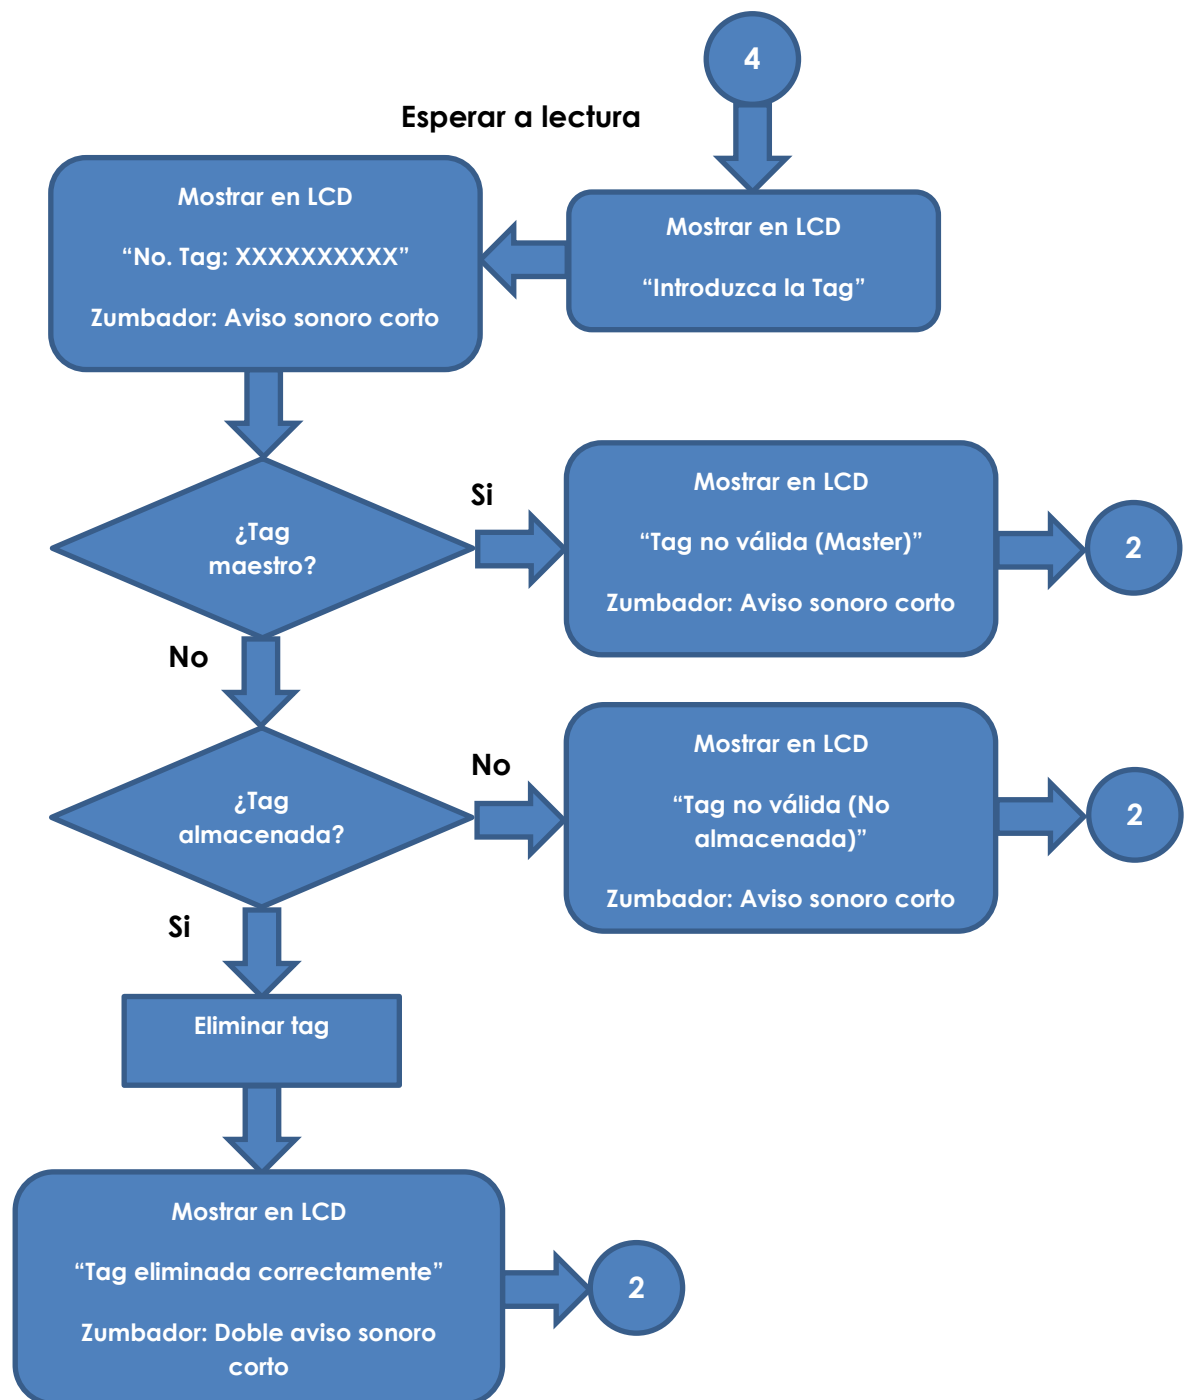 4
Esperar a lectura
Mostrar en LCD
“Introduzca la Tag”
Mostrar en LCD
“No. Tag: XXXXXXXXXX”
Zumbador: Aviso sonoro corto
¿Tag
maestro?
Si
Mostrar en LCD
“Tag no válida (Master)”
Zumbador: Aviso sonoro corto
2
No
¿Tag
almacenada?
No
Mostrar en LCD
“Tag no válida (No
almacenada)”
Zumbador: Aviso sonoro corto
2
Si
Eliminar tag
Mostrar en LCD
“Tag eliminada correctamente”
Zumbador: Doble aviso sonoro
corto
2